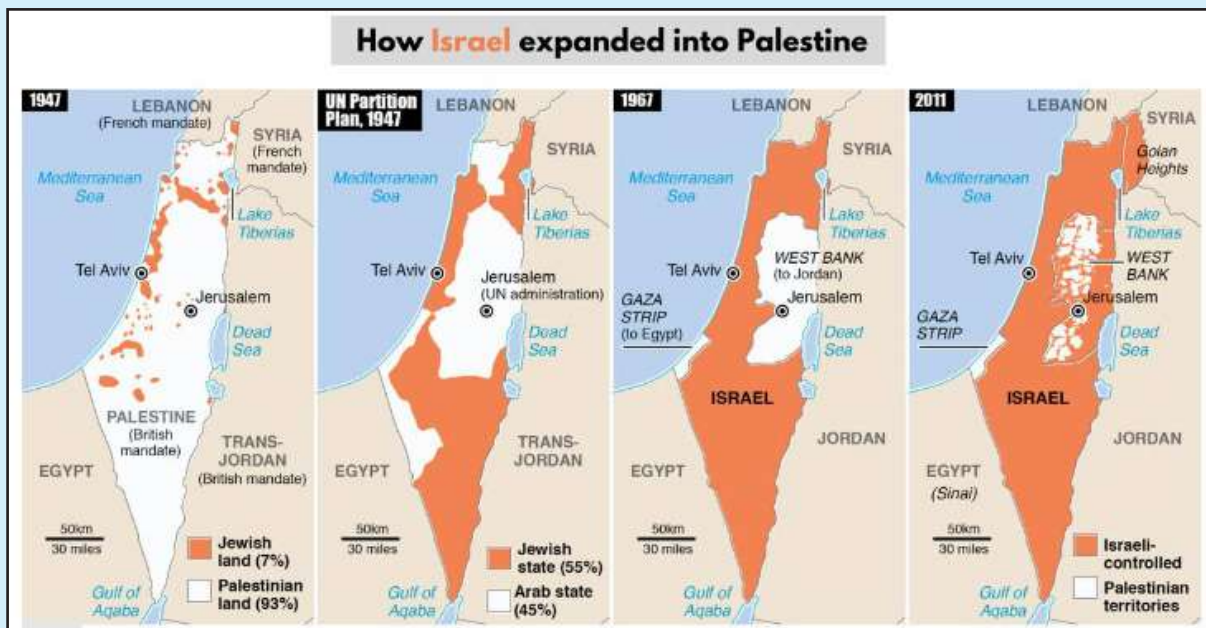 How Israel expanded into Palestine
1947
LEBANON
(French mandate)
SYRIA
(French
mandate)
Mediterranean
Sea
Lake
Tiberias
Tel Aviv
Jerusalem
Dead
Sea
PALESTINE
(British
mandate)
TRANS-
JORDAN
(British mandate)
EGYPT
50km
30 miles
Jewish
land (7%)
Palestinian
land (93%)
Gulf of
Aqaba
UN Partition
Plan, 1947
LEBANON
SYRIA
Mediterranean
Sea
Lake
Tiberias
Tel Aviv
Jerusalem
(UN administration)
Dead
Sea
TRANS-
JORDAN
EGYPT
50km
30 miles
Jewish
state (55%)
Arab state
(45%)
Gulf of
Aqaba
1967
LEBANON
SYRIA
Mediterranean
Sea
Lake
Tiberias
Tel Aviv
WEST BANK
(to Jordan)
Jerusalem
GAZA
STRIP
(to Egypt)
Dead
Sea
ISRAEL
JORDAN
EGYPT
50km
30 miles
Gulf of
Aqaba
2011
LEBANON
SYRIA
Golan
Heights
Mediterranean
Sea
Lake
Tiberias
Tel Aviv
WEST
BANK
Jerusalem
GAZA
STRIP
Dead
Sea
ISRAEL
JORDAN
EGYPT
(Sinai)
50km
30 miles
Israeli-
controlled
Palestinian
territories
Gulf of
Aqaba